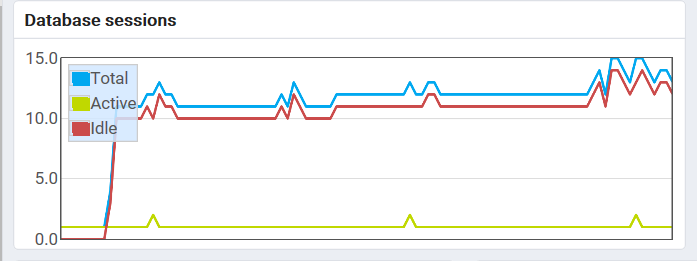 Database sessions
15.0
Total
Active
10.0
Idle
5.0
0.0